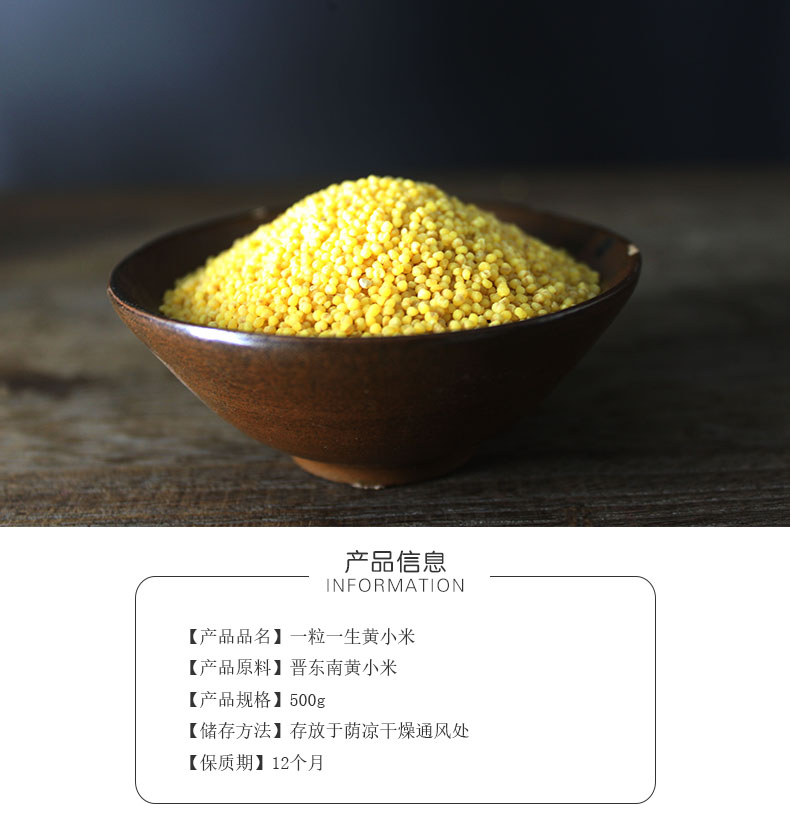 产品信息
INFORMATION
【产品品名】一粒一生黄小米
【产品原料】晋东南黄小米
【产品规格】500g
【储存方法】存放于荫凉干燥通风处
【保质期】12个月